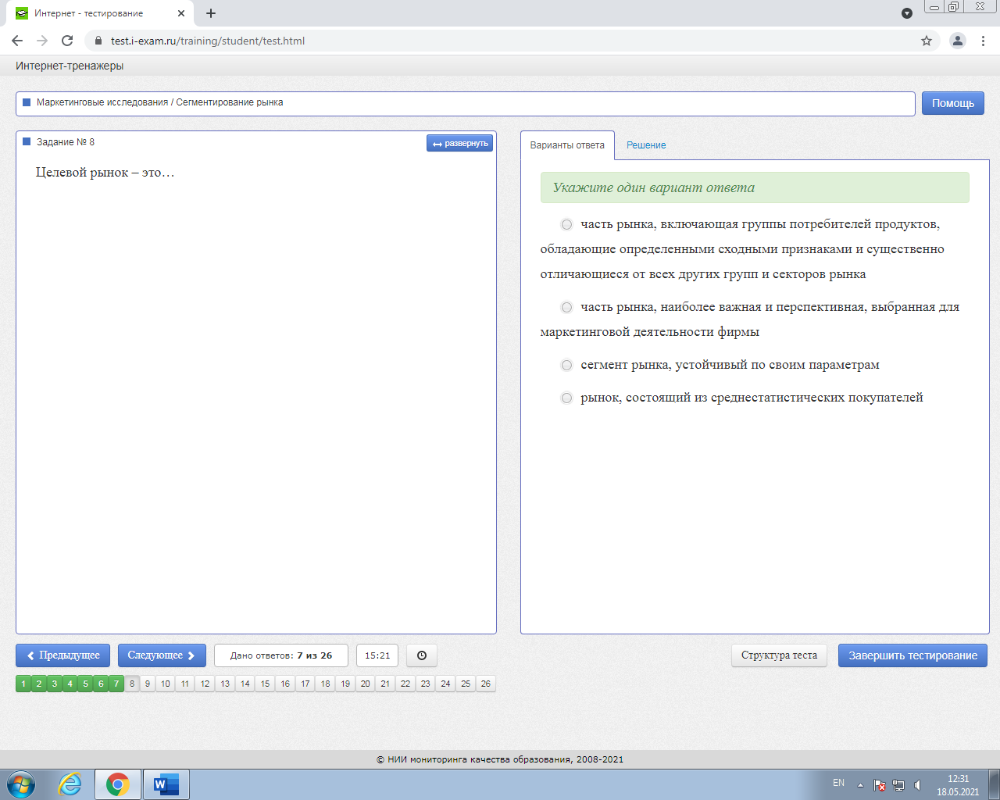 Интернет - тестирование
test.i-exam.ru/training/student/test.html
Интернет-тренажеры
Маркетинговые исследования / Сегментирование рынка
Помощь
Задание № 8
развернуть
Целевой рынок – это…
Варианты ответа
Решение
Укажите один вариант ответа
часть рынка, включающая группы потребителей продуктов,
обладающие определенными сходными признаками и существенно
отличающиеся от всех других групп и секторов рынка
часть рынка, наиболее важная и перспективная, выбранная для
маркетинговой деятельности фирмы
сегмент рынка, устойчивый по своим параметрам
рынок, состоящий из среднестатистических покупателей
Предыдущее
Следующее
Дано ответов: 7 из 26
15:21
Структура теста
Завершить тестирование
1 2 3 4 5 6 7 8 9 10 11 12 13 14 15 16 17 18 19 20 21 22 23 24 25 26
© НИИ мониторинга качества образования, 2008-2021
EN
12:31
18.05.2021